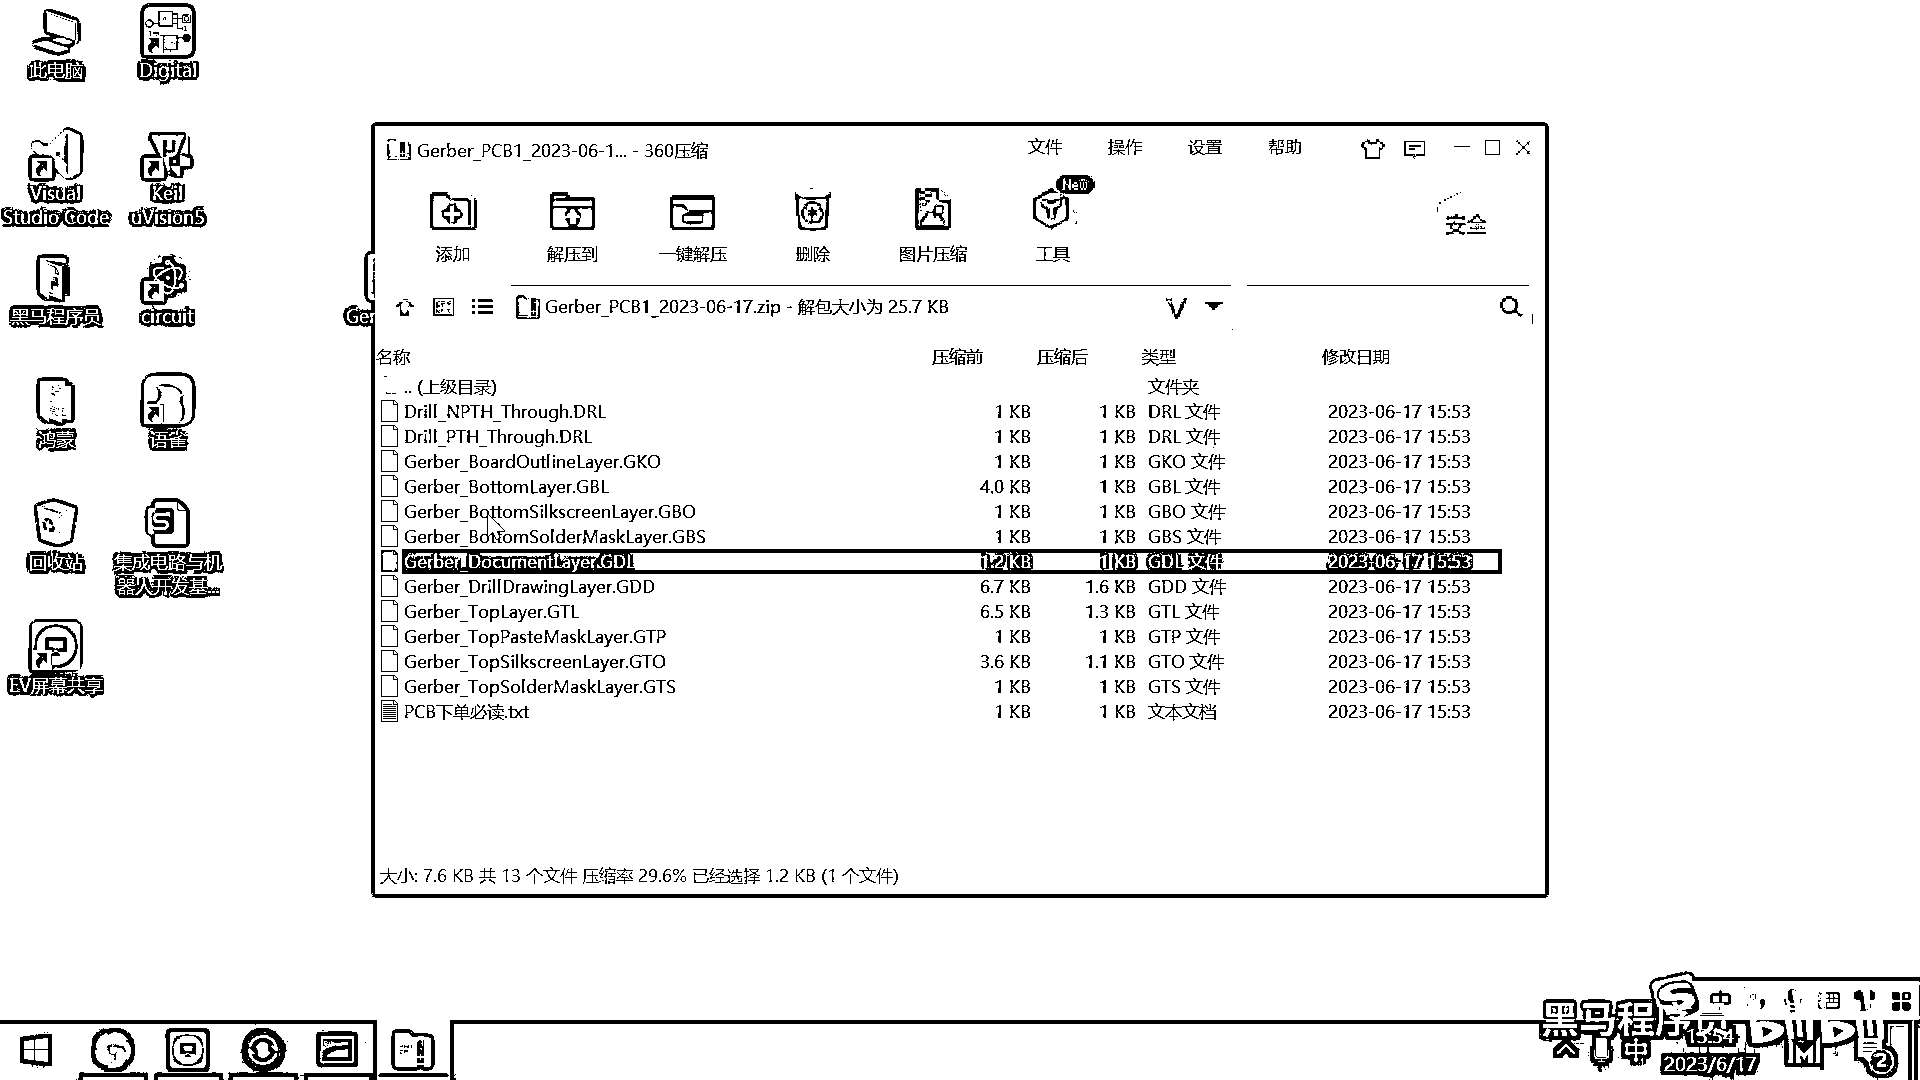 此电脑
Digital
Visual
Studio Code
Keil
uVision5
黑马程序员
circuit
鸿蒙
语雀
回收站
集成电路与机
器人开发基...
EV屏幕共享
Ger
Gerber_PCB1_2023-06-1... - 360压缩
文件 操作 设置 帮助
New
安全
添加 解压到 一键解压 删除 图片压缩 工具
Gerber_PCB1_2023-06-17.zip - 解包大小为 25.7 KB
名称 压缩前 压缩后 类型 修改日期
.. (上级目录) 文件夹
Drill_NPTH_Through.DRL 1 KB 1 KB DRL 文件 2023-06-17 15:53
Drill_PTH_Through.DRL 1 KB 1 KB DRL 文件 2023-06-17 15:53
Gerber_BoardOutlineLayer.GKO 1 KB 1 KB GKO 文件 2023-06-17 15:53
Gerber_BottomLayer.GBL 4.0 KB 1 KB GBL 文件 2023-06-17 15:53
Gerber_BottomSilkscreenLayer.GBO 1 KB 1 KB GBO 文件 2023-06-17 15:53
Gerber_BottomSolderMaskLayer.GBS 1 KB 1 KB GBS 文件 2023-06-17 15:53
Gerber_DocumentLayer.GDL 1.2 KB 1 KB GDL 文件 2023-06-17 15:53
Gerber_DrillDrawingLayer.GDD 6.7 KB 1.6 KB GDD 文件 2023-06-17 15:53
Gerber_TopLayer.GTL 6.5 KB 1.3 KB GTL 文件 2023-06-17 15:53
Gerber_TopPasteMaskLayer.GTP 1 KB 1 KB GTP 文件 2023-06-17 15:53
Gerber_TopSilkscreenLayer.GTO 3.6 KB 1.1 KB GTO 文件 2023-06-17 15:53
Gerber_TopSolderMaskLayer.GTS 1 KB 1 KB GTS 文件 2023-06-17 15:53
PCB下单必读.txt 1 KB 1 KB 文本文档 2023-06-17 15:53
大小: 7.6 KB 共 13 个文件 压缩率 29.6% 已经选择 1.2 KB (1 个文件)
中
黑马程序员
中
15:54
2023/6/17
2